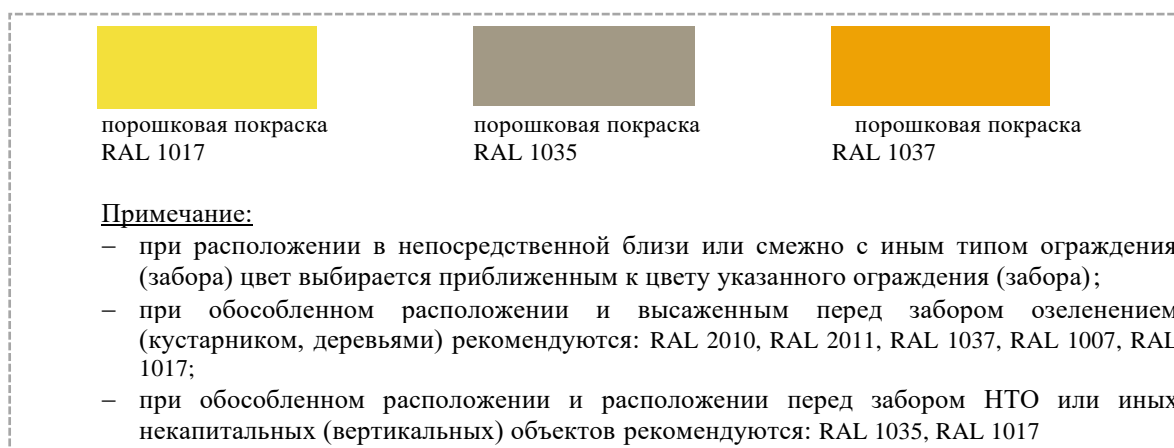 порошковая покраска порошковая покраска порошковая покраска
RAL 1017 RAL 1035 RAL 1037
Примечание:
– при расположении в непосредственной близи или смежно с иным типом ограждения
(забора) цвет выбирается приближенным к цвету указанного ограждения (забора);
– при обособленном расположении и высаженным перед забором озеленением
(кустарником, деревьями) рекомендуются: RAL 2010, RAL 2011, RAL 1037, RAL 1007, RAL
1017;
– при обособленном расположении и расположении перед забором НТО или иных
некапитальных (вертикальных) объектов рекомендуются: RAL 1035, RAL 1017